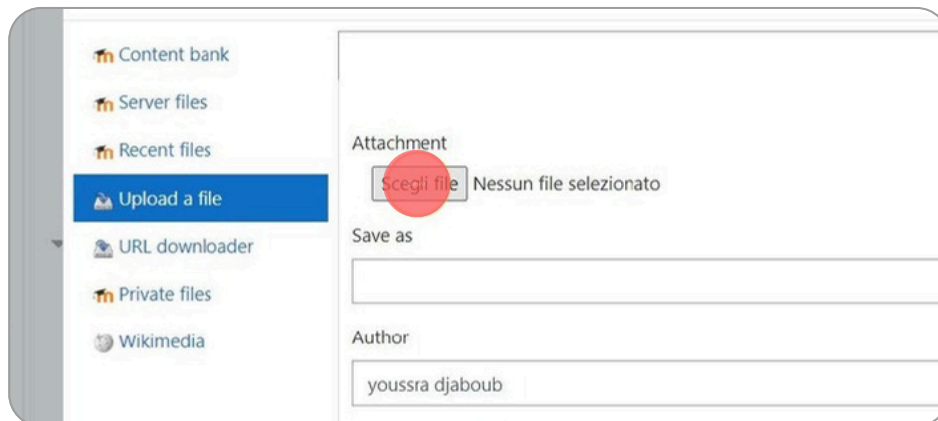 Content bank
Server files
Recent files
Upload a file
URL downloader
Private files
Wikimedia
Attachment
Scegli file Nessun file selezionato
Save as
Author
youssra djaboub